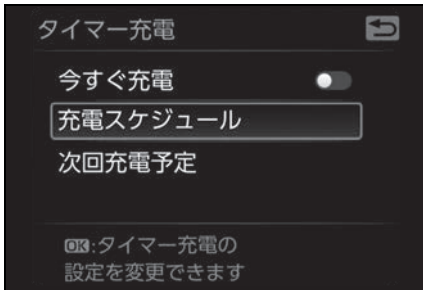 タイマー充電
今すぐ充電
充電スケジュール
次回充電予定
OK:タイマー充電の
設定を変更できます